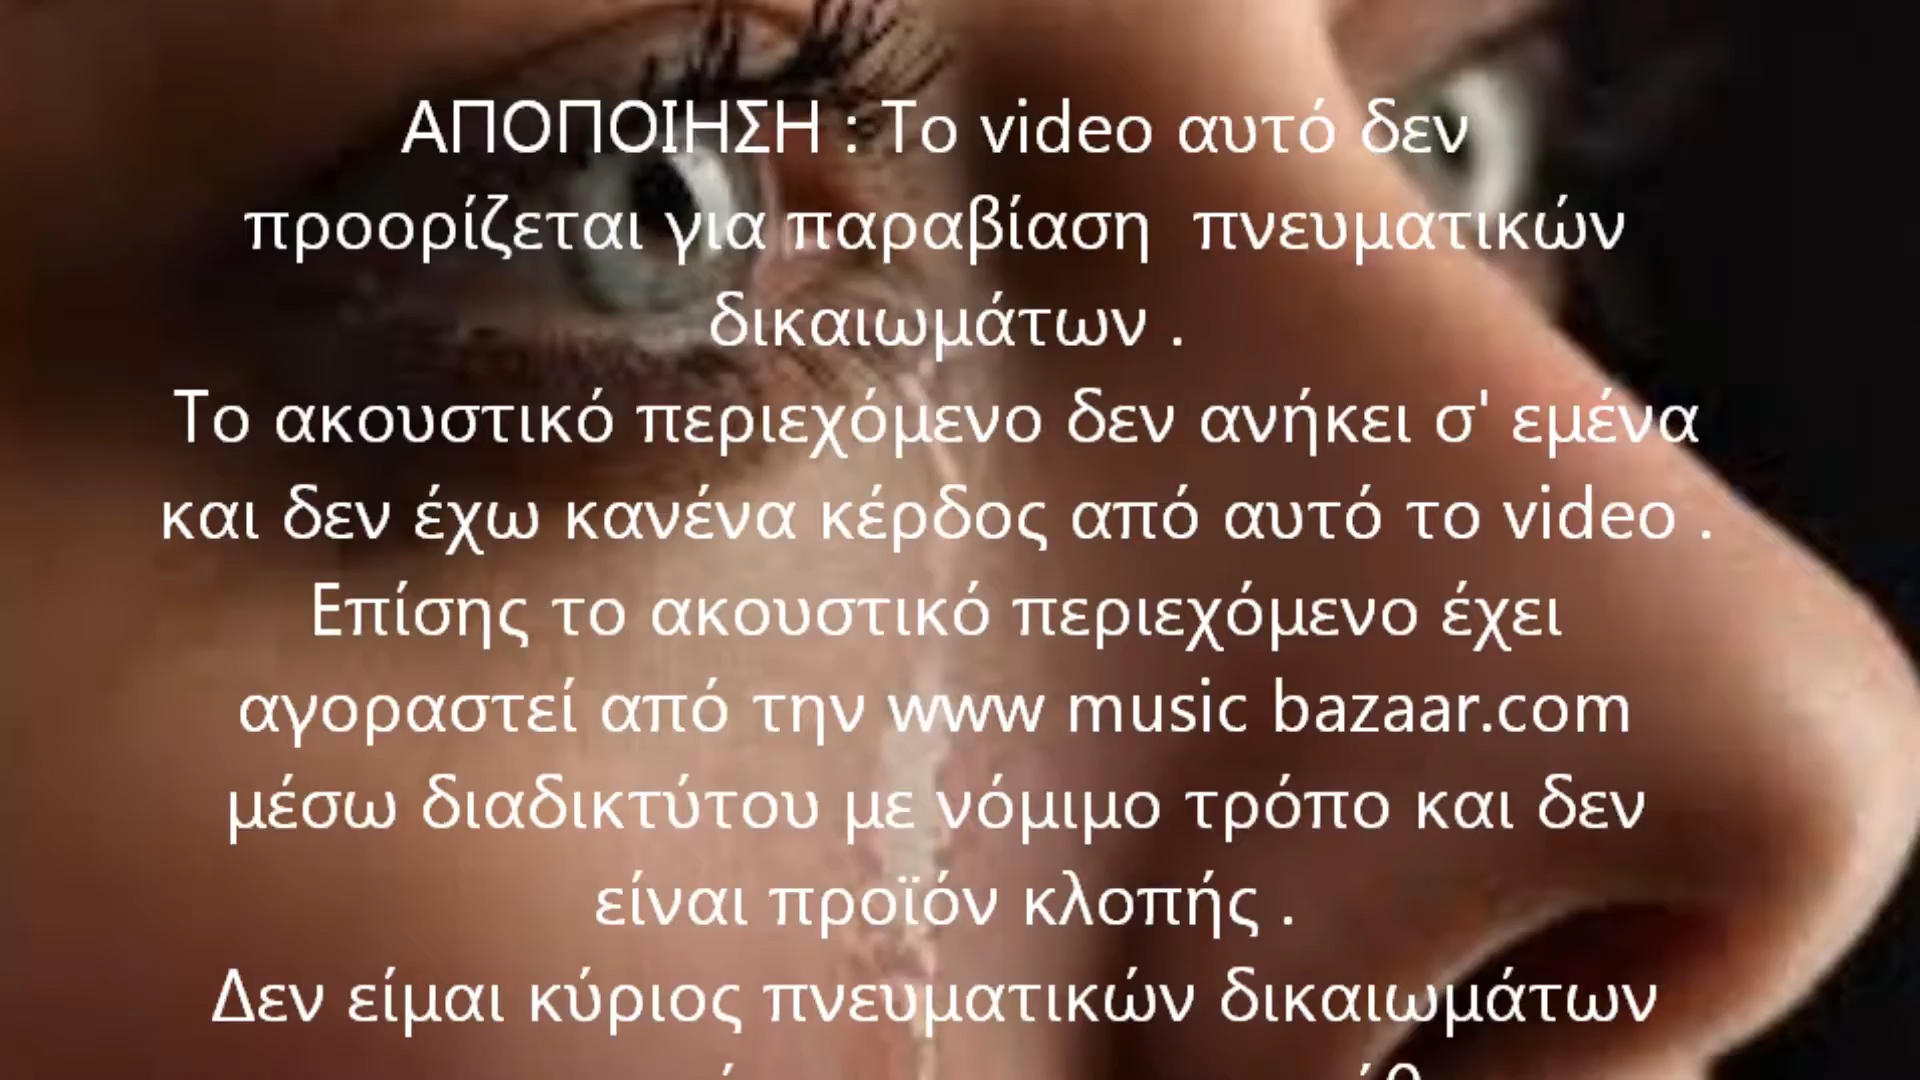 ΑΠΟΠΟΙΗΣΗ : Το video αυτό δεν
προορίζεται για παραβίαση πνευματικών
δικαιωμάτων .
Το ακουστικό περιεχόμενο δεν ανήκει σ' εμένα
και δεν έχω κανένα κέρδος από αυτό το video .
Επίσης το ακουστικό περιεχόμενο έχει
αγοραστεί από την www music bazaar.com
μέσω διαδικτύτου με νόμιμο τρόπο και δεν
είναι προϊόν κλοπής .
Δεν είμαι κύριος πνευματικών δικαιωμάτων